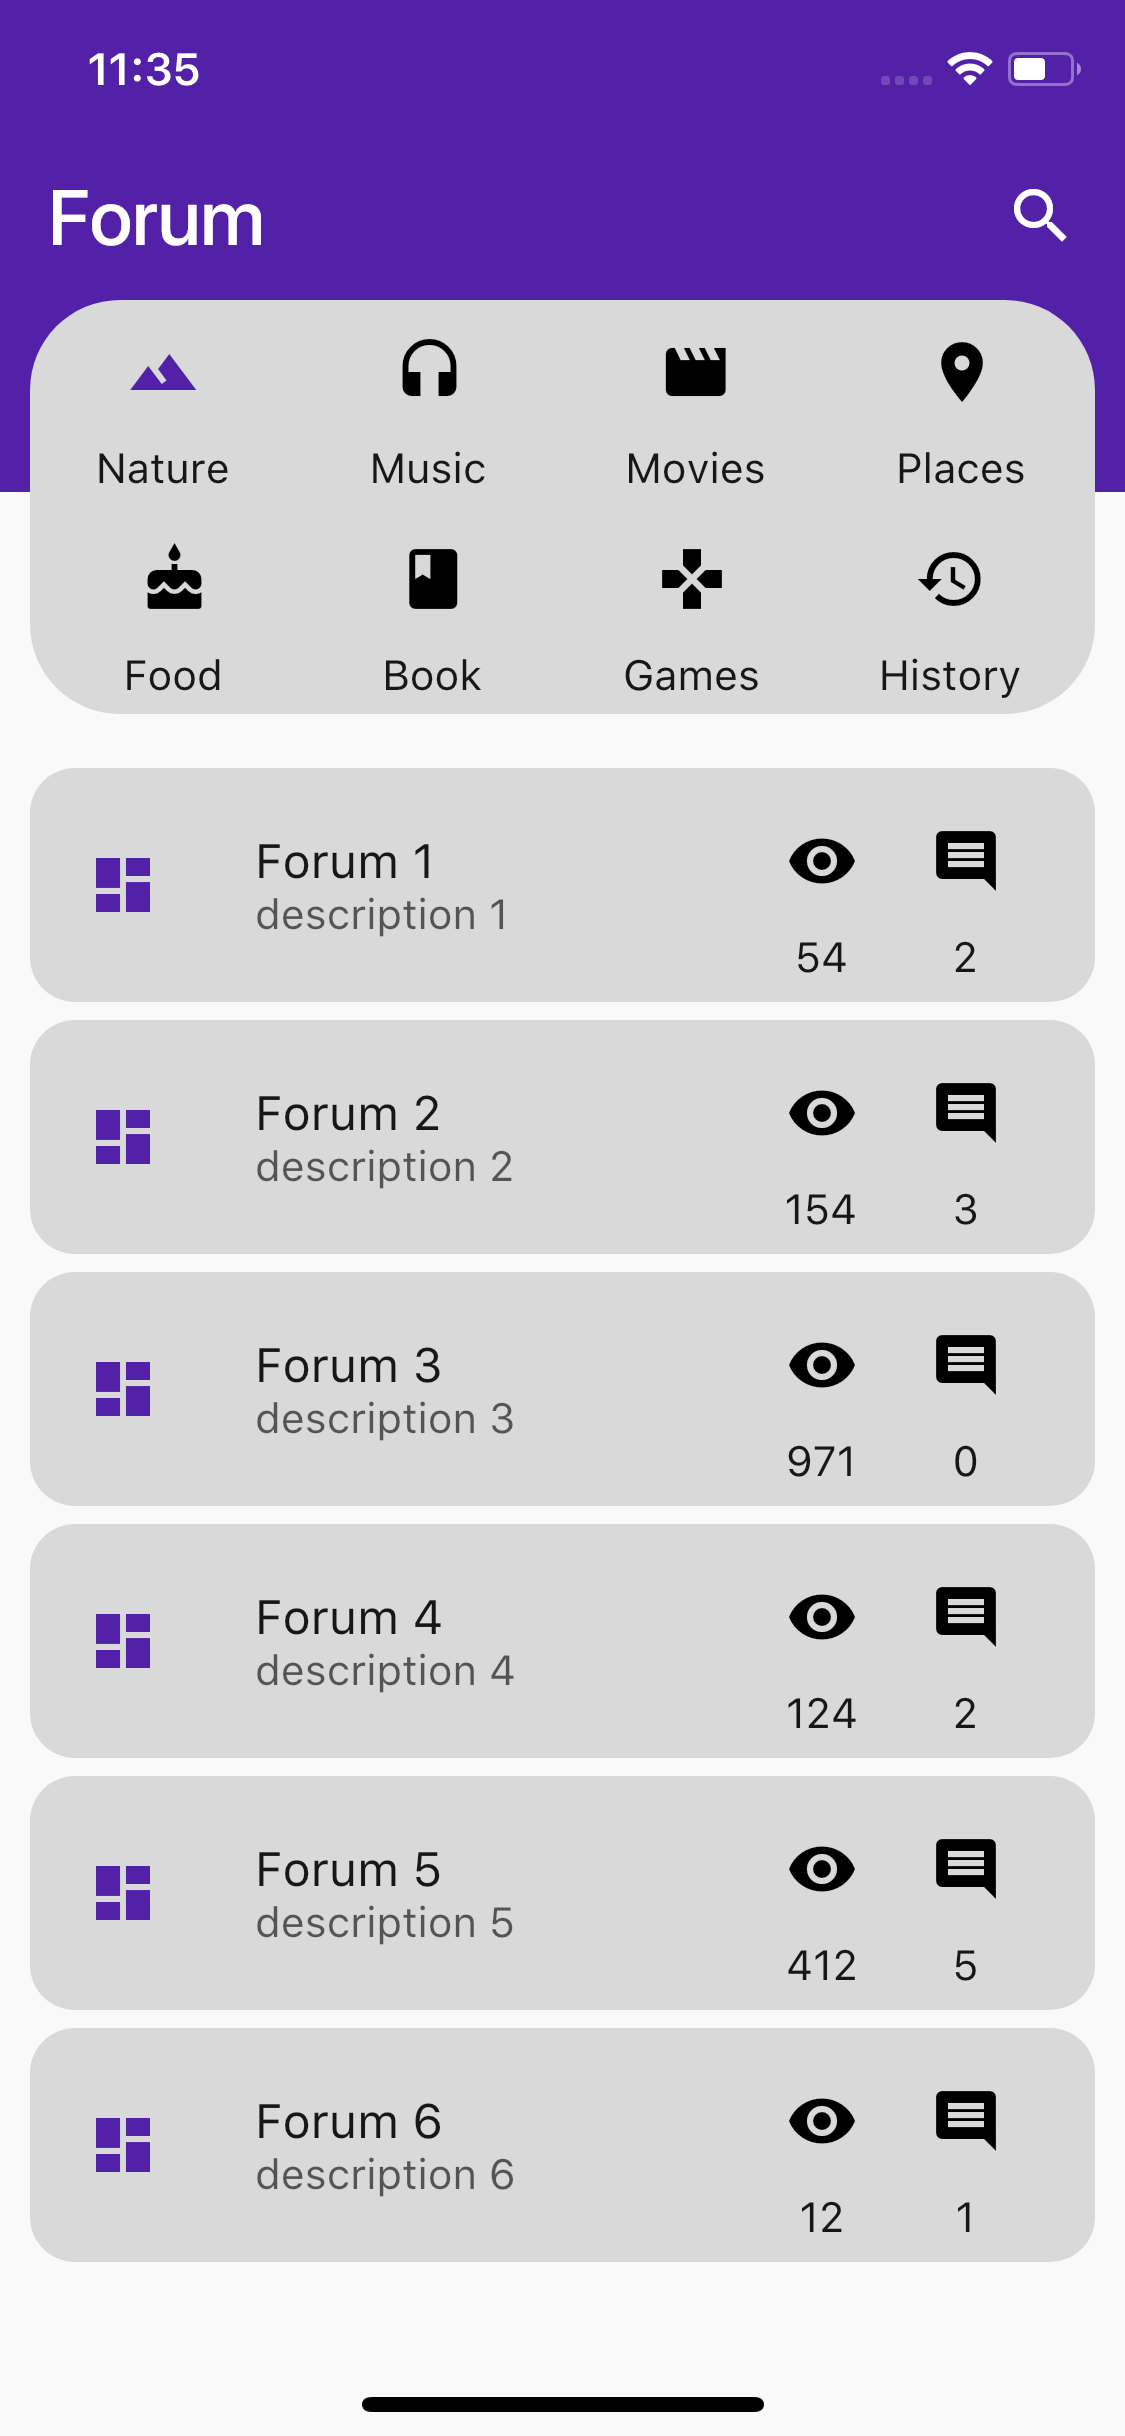 11:35
Forum
Nature Music Movies Places
Food Book Games History
Forum 1
description 1
54 2
Forum 2
description 2
154 3
Forum 3
description 3
971 0
Forum 4
description 4
124 2
Forum 5
description 5
412 5
Forum 6
description 6
12 1